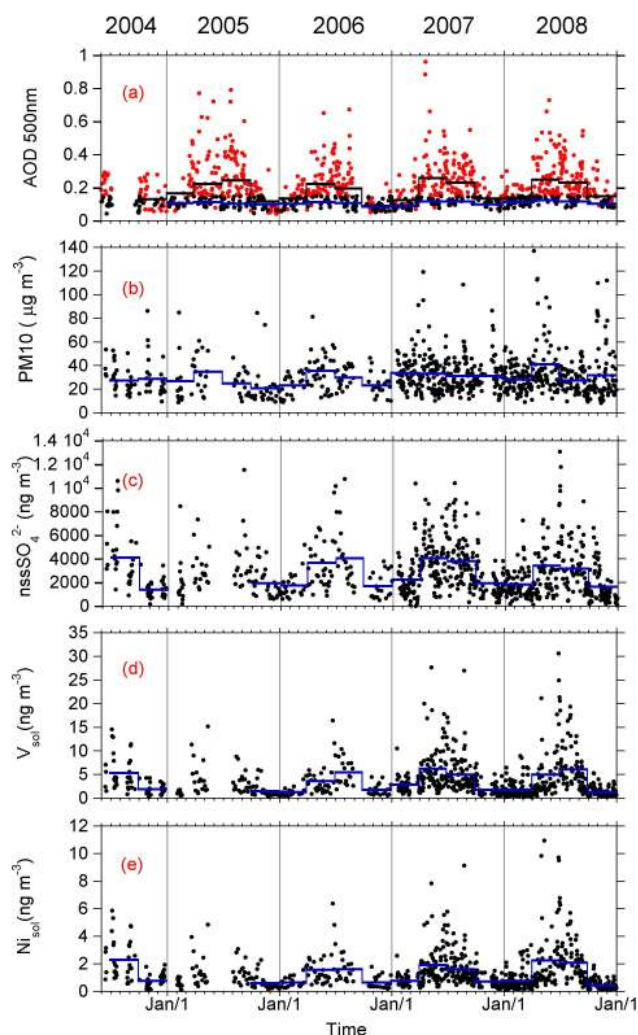 2004 2005 2006 2007 2008
(a)
AOD 500nm
1
0.8
0.6
0.4
0.2
0
(b)
PM10 ( µg m⁻³)
140
120
100
80
60
40
20
0
(c)
nssSO₄²⁻ (ng m⁻³)
1.4 10⁴
1.2 10⁴
1 10⁴
8000
6000
4000
2000
0
(d)
V_sol(ng m⁻³)
35
30
25
20
15
10
5
0
(e)
Ni_sol(ng m⁻³)
12
10
8
6
4
2
0
Jan/1 Jan/1 Jan/1 Jan/1 Jan/1
Time